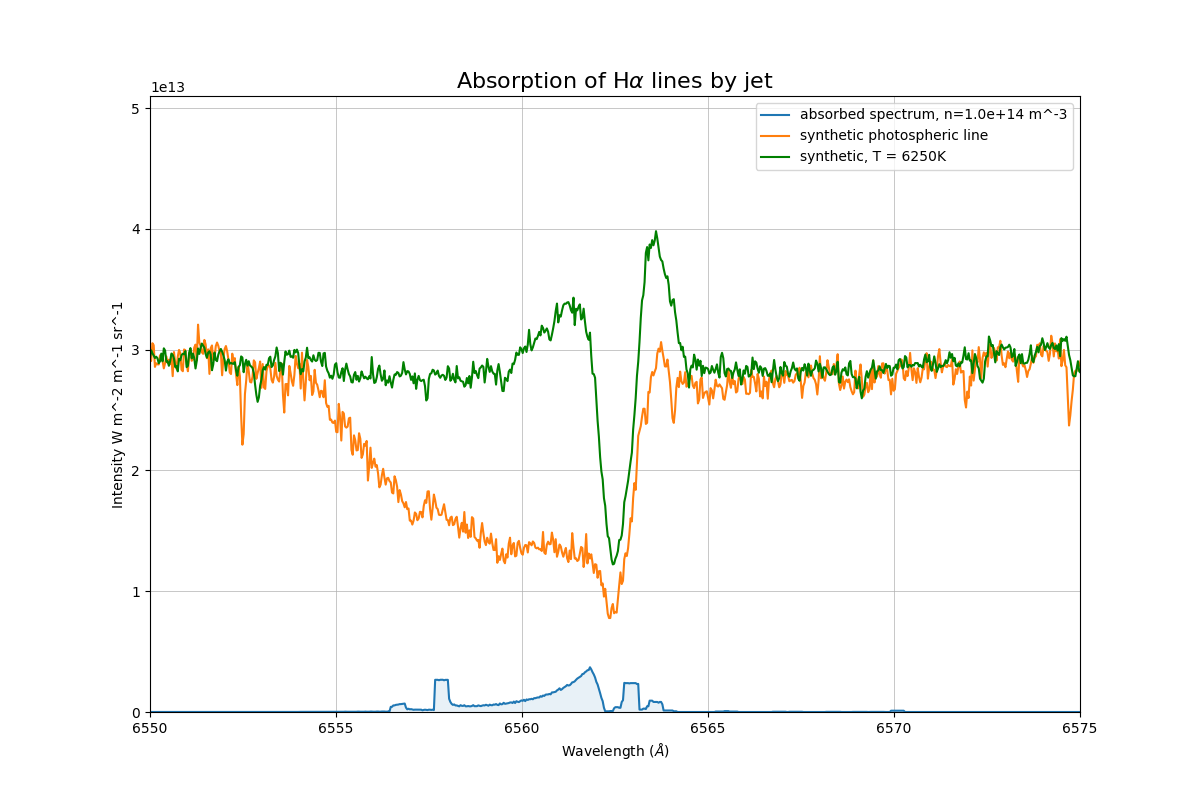 Absorption of Hα lines by jet
1e13
absorbed spectrum, n=1.0e+14 m^-3
synthetic photospheric line
synthetic, T = 6250K
5
4
3
2
1
0
Intensity W m^-2 m^-1 sr^-1
6550 6555 6560 6565 6570 6575
Wavelength (Å)